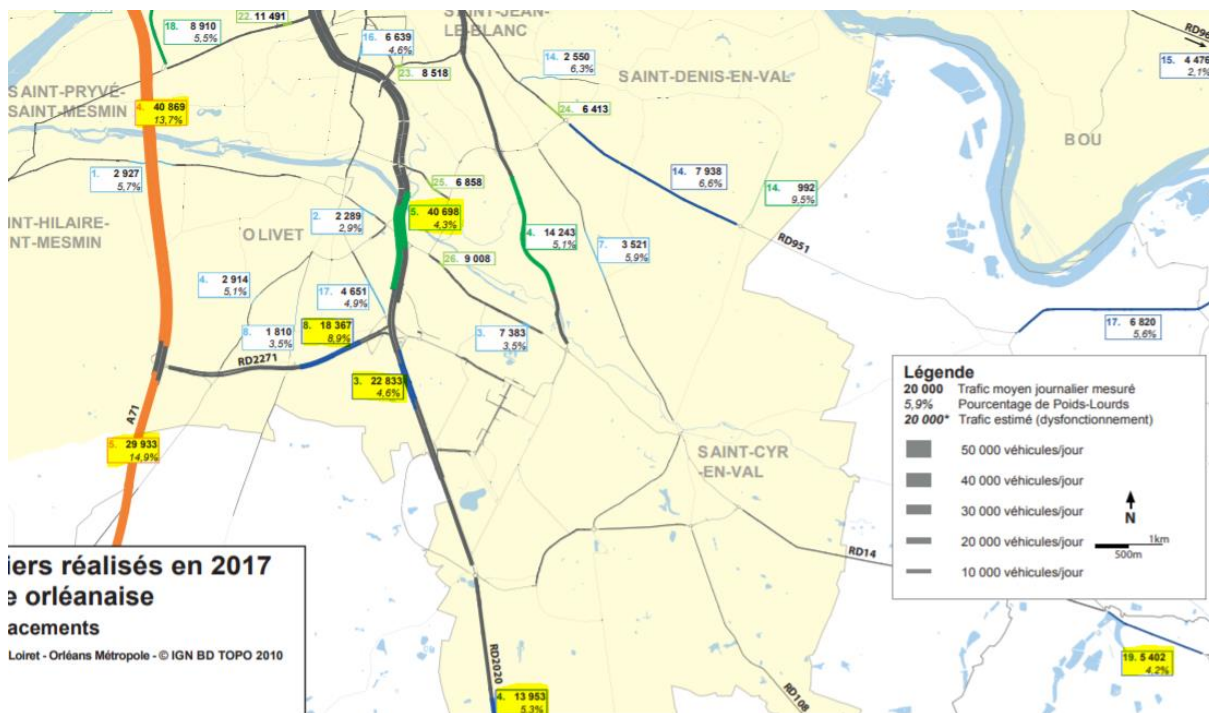 22. 11 491
SAINT-JEAN-
LE-BLANC
18. 8 910
5,5%
16. 6 639
4,6%
23. 8 518
14. 2 550
6,3%
SAINT-DENIS-EN-VAL
15. 4 476
2,1%
SAINT-PRYVÉ-
SAINT-MESMIN
4. 40 869
13,7%
24. 6 413
BOU
1. 2 927
5,7%
25. 6 858
14. 7 938
6,6%
14. 992
9,5%
INT-HILAIRE-
NT-MESMIN
2. 2 289
2,9%
OLIVET
5. 40 698
4,3%
4. 14 243
5,1%
7. 3 521
5,9%
RD951
26. 9 008
4. 2 914
5,1%
17. 4 651
4,9%
8. 1 810
3,5%
8. 18 367
8,9%
3. 7 383
3,5%
17. 6 820
5,6%
RD2271
3. 22 833
4,6%
A71
5. 29 933
14,9%
SAINT-CYR
-EN-VAL
Légende
20 000 Trafic moyen journalier mesuré
5,9% Pourcentage de Poids-Lourds
20 000* Trafic estimé (dysfonctionnement)
50 000 véhicules/jour
40 000 véhicules/jour
30 000 véhicules/jour
20 000 véhicules/jour
10 000 véhicules/jour
N
1km
500m
RD14
iers réalisés en 2017
e orléanaise
acements
Loiret - Orléans Métropole - © IGN BD TOPO 2010
RD2020
RD108
19. 5 402
4,2%
4. 13 953
5,3%